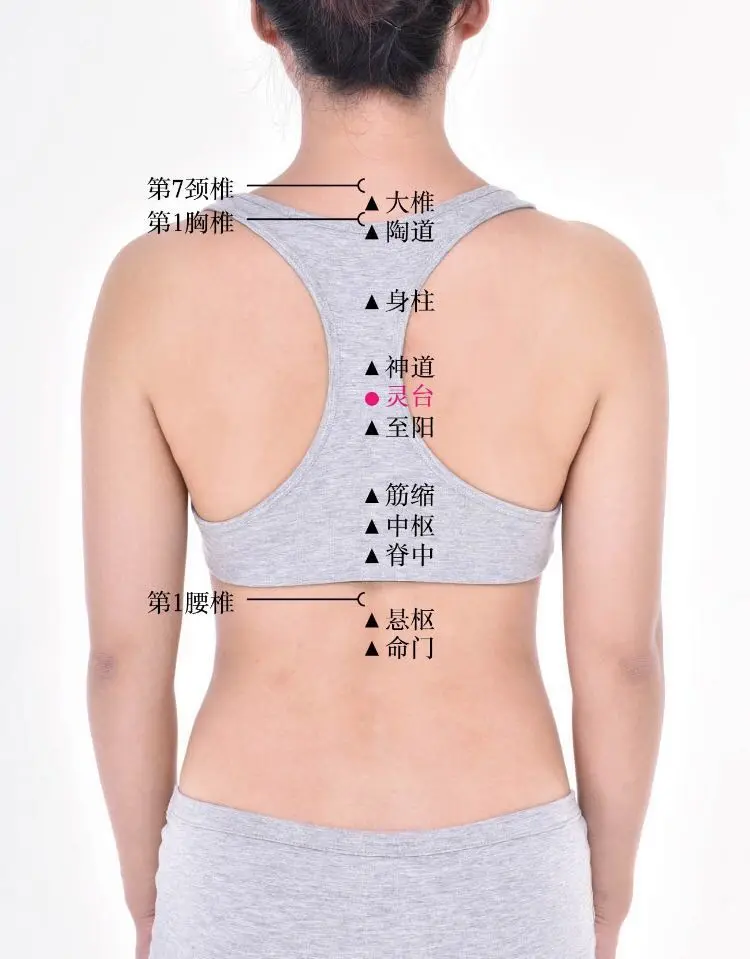 第7颈椎
大椎
第1胸椎
陶道
身柱
神道
灵台
至阳
筋缩
中枢
脊中
第1腰椎
悬枢
命门